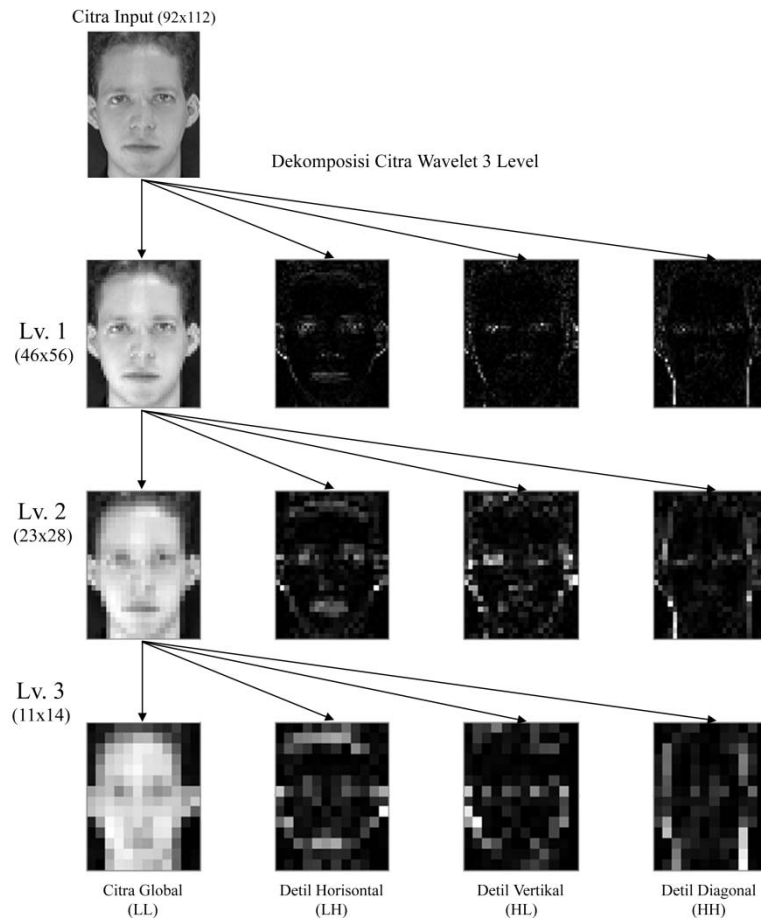 Citra Input (92x112)
Dekomposisi Citra Wavelet 3 Level
Lv. 1
(46x56)
Lv. 2
(23x28)
Lv. 3
(11x14)
Citra Global
(LL)
Detil Horisontal
(LH)
Detil Vertikal
(HL)
Detil Diagonal
(HH)